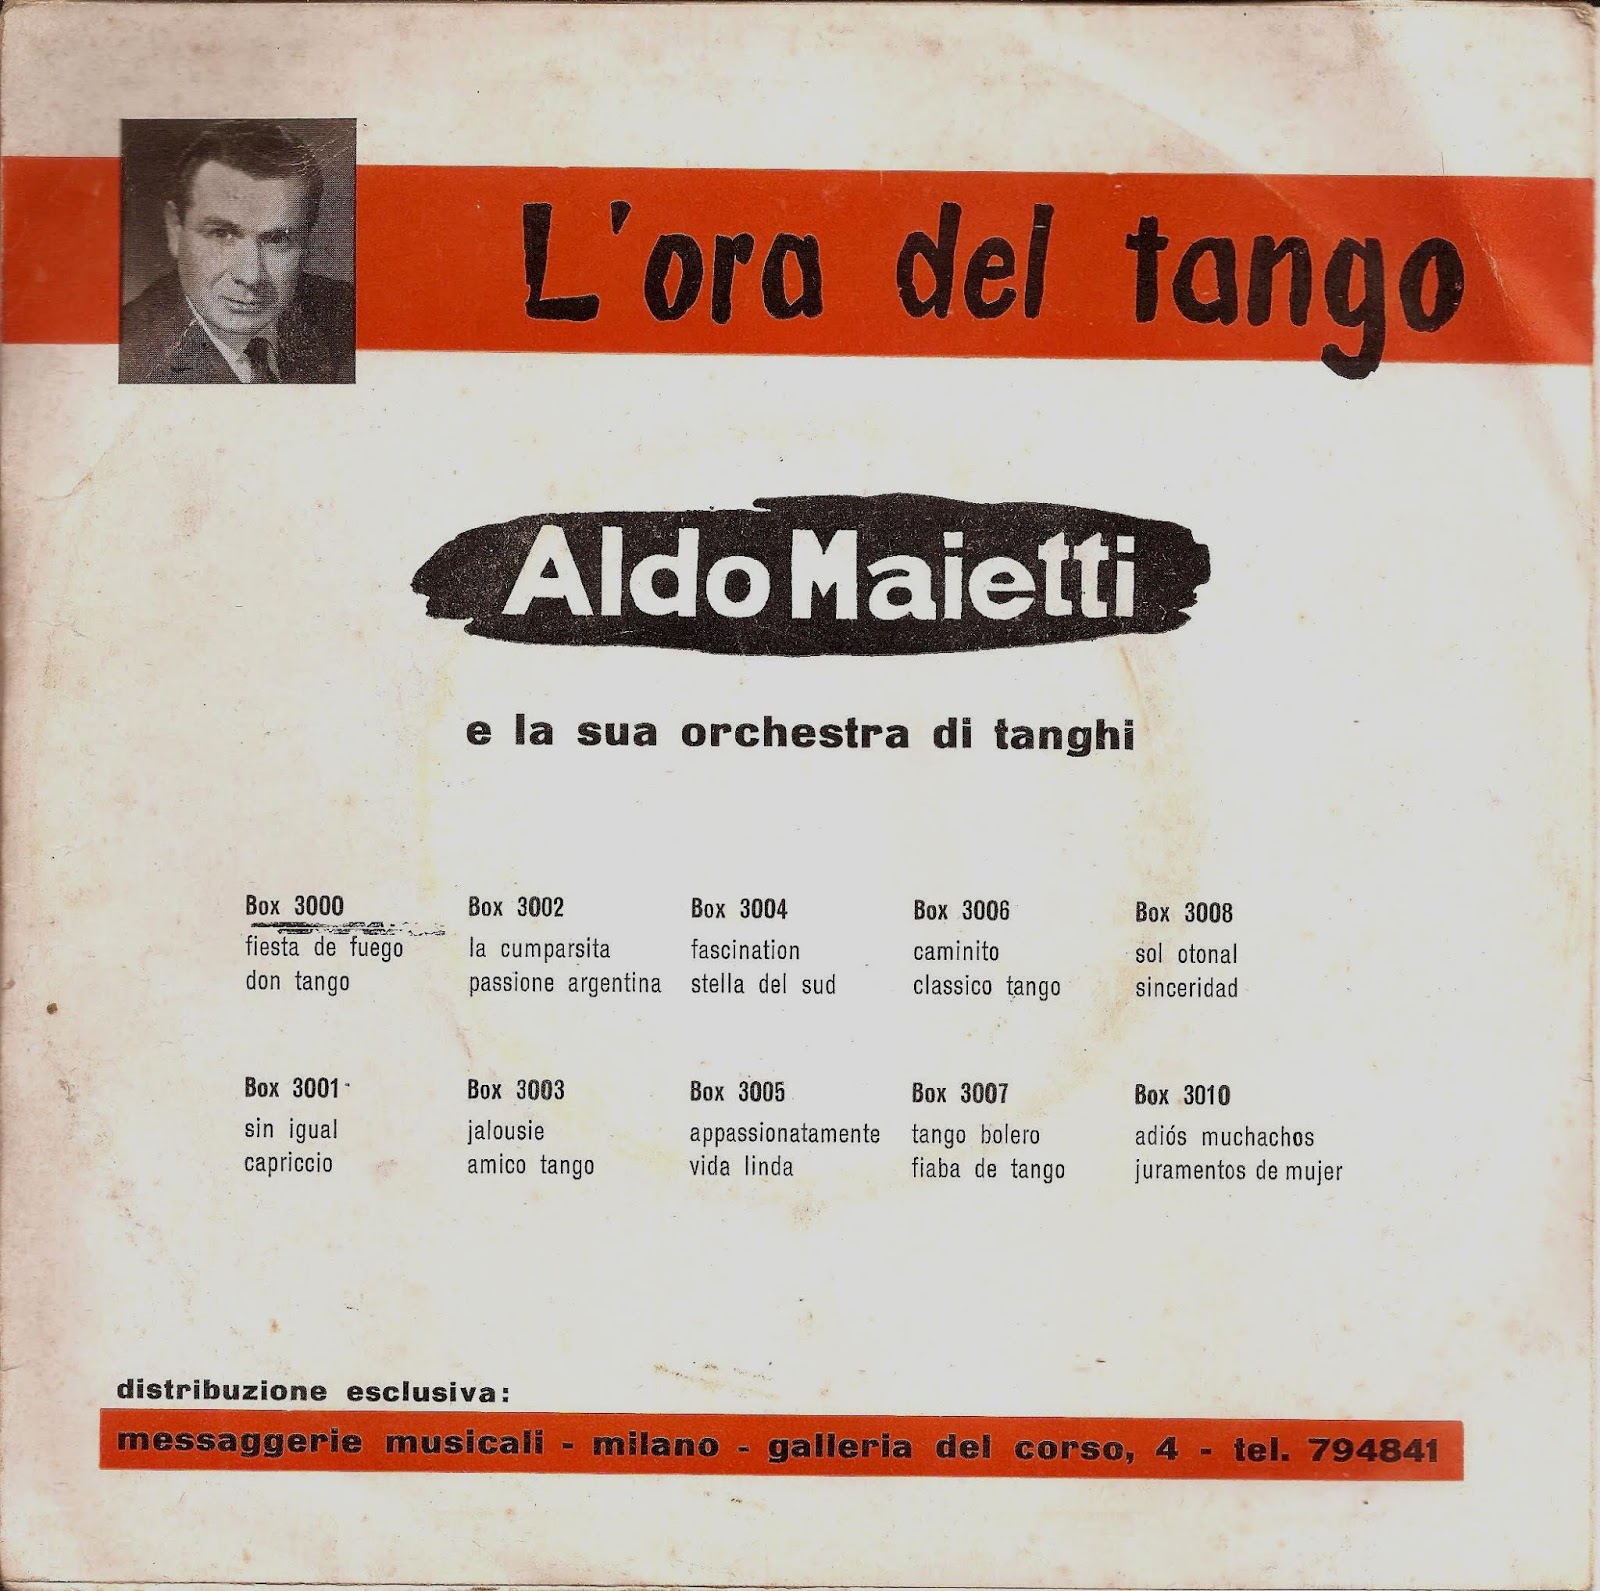 L'ora del tango
Aldo Maietti
e la sua orchestra di tanghi
Box 3000
fiesta de fuego
don tango
Box 3002
la cumparsita
passione argentina
Box 3004
fascination
stella del sud
Box 3006
caminito
classico tango
Box 3008
sol otonal
sinceridad
Box 3001
sin igual
capriccio
Box 3003
jalousie
amico tango
Box 3005
appassionatamente
vida linda
Box 3007
tango bolero
fiaba de tango
Box 3010
adiós muchachos
juramentos de mujer
distribuzione esclusiva:
messaggerie musicali - milano - galleria del corso, 4 - tel. 794841